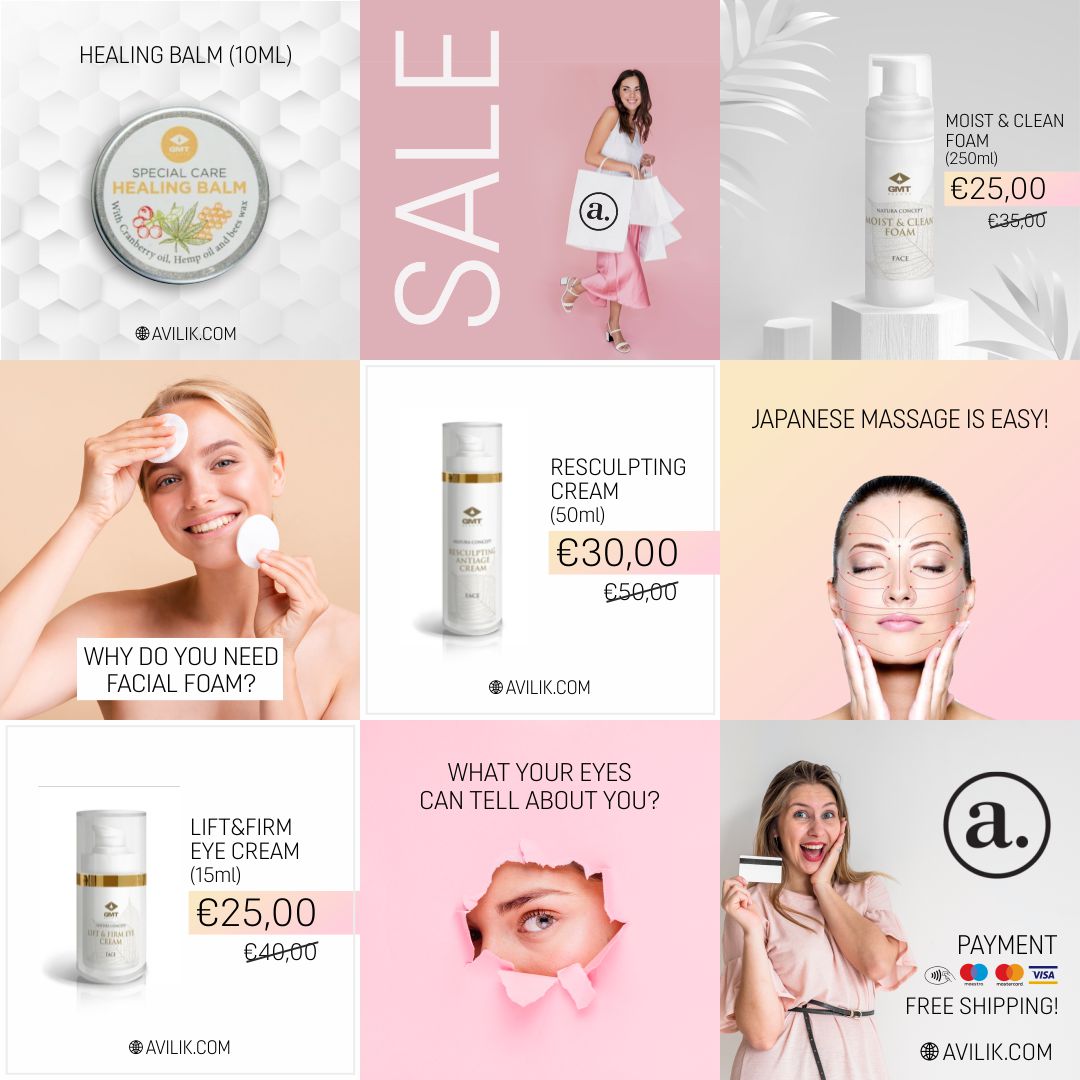 HEALING BALM (10ML)
GMT
SPECIAL CARE
HEALING BALM
With Cranberry oil, Hemp oil and bees wax
AVILIK.COM
SALE
a.
MOIST & CLEAN
FOAM
(250ml)
€25,00
€35,00
GMT
NATURA CONCEPT
MOIST & CLEAN
FOAM
FACE
WHY DO YOU NEED
FACIAL FOAM?
RESCULPTING
CREAM
(50ml)
€30,00
€50,00
GMT
NATURA CONCEPT
RESCULPTING
ANTIAGE
CREAM
FACE
AVILIK.COM
JAPANESE MASSAGE IS EASY!
LIFT&FIRM
EYE CREAM
(15ml)
€25,00
€40,00
GMT
NATURA CONCEPT
LIFT & FIRM EYE
CREAM
FACE
AVILIK.COM
WHAT YOUR EYES
CAN TELL ABOUT YOU?
a.
PAYMENT
maestro mastercard VISA
FREE SHIPPING!
AVILIK.COM